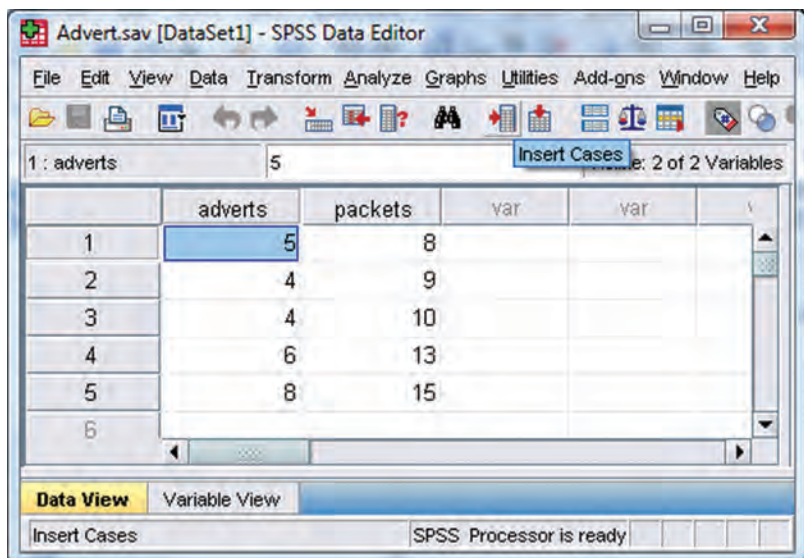 Advert.sav [DataSet1] - SPSS Data Editor
File Edit View Data Transform Analyze Graphs Utilities Add-ons Window Help
1 : adverts 5 Insert Cases 2 of 2 Variables
adverts packets var var
1 5 8
2 4 9
3 4 10
4 6 13
5 8 15
6
Data View Variable View
Insert Cases SPSS Processor is ready